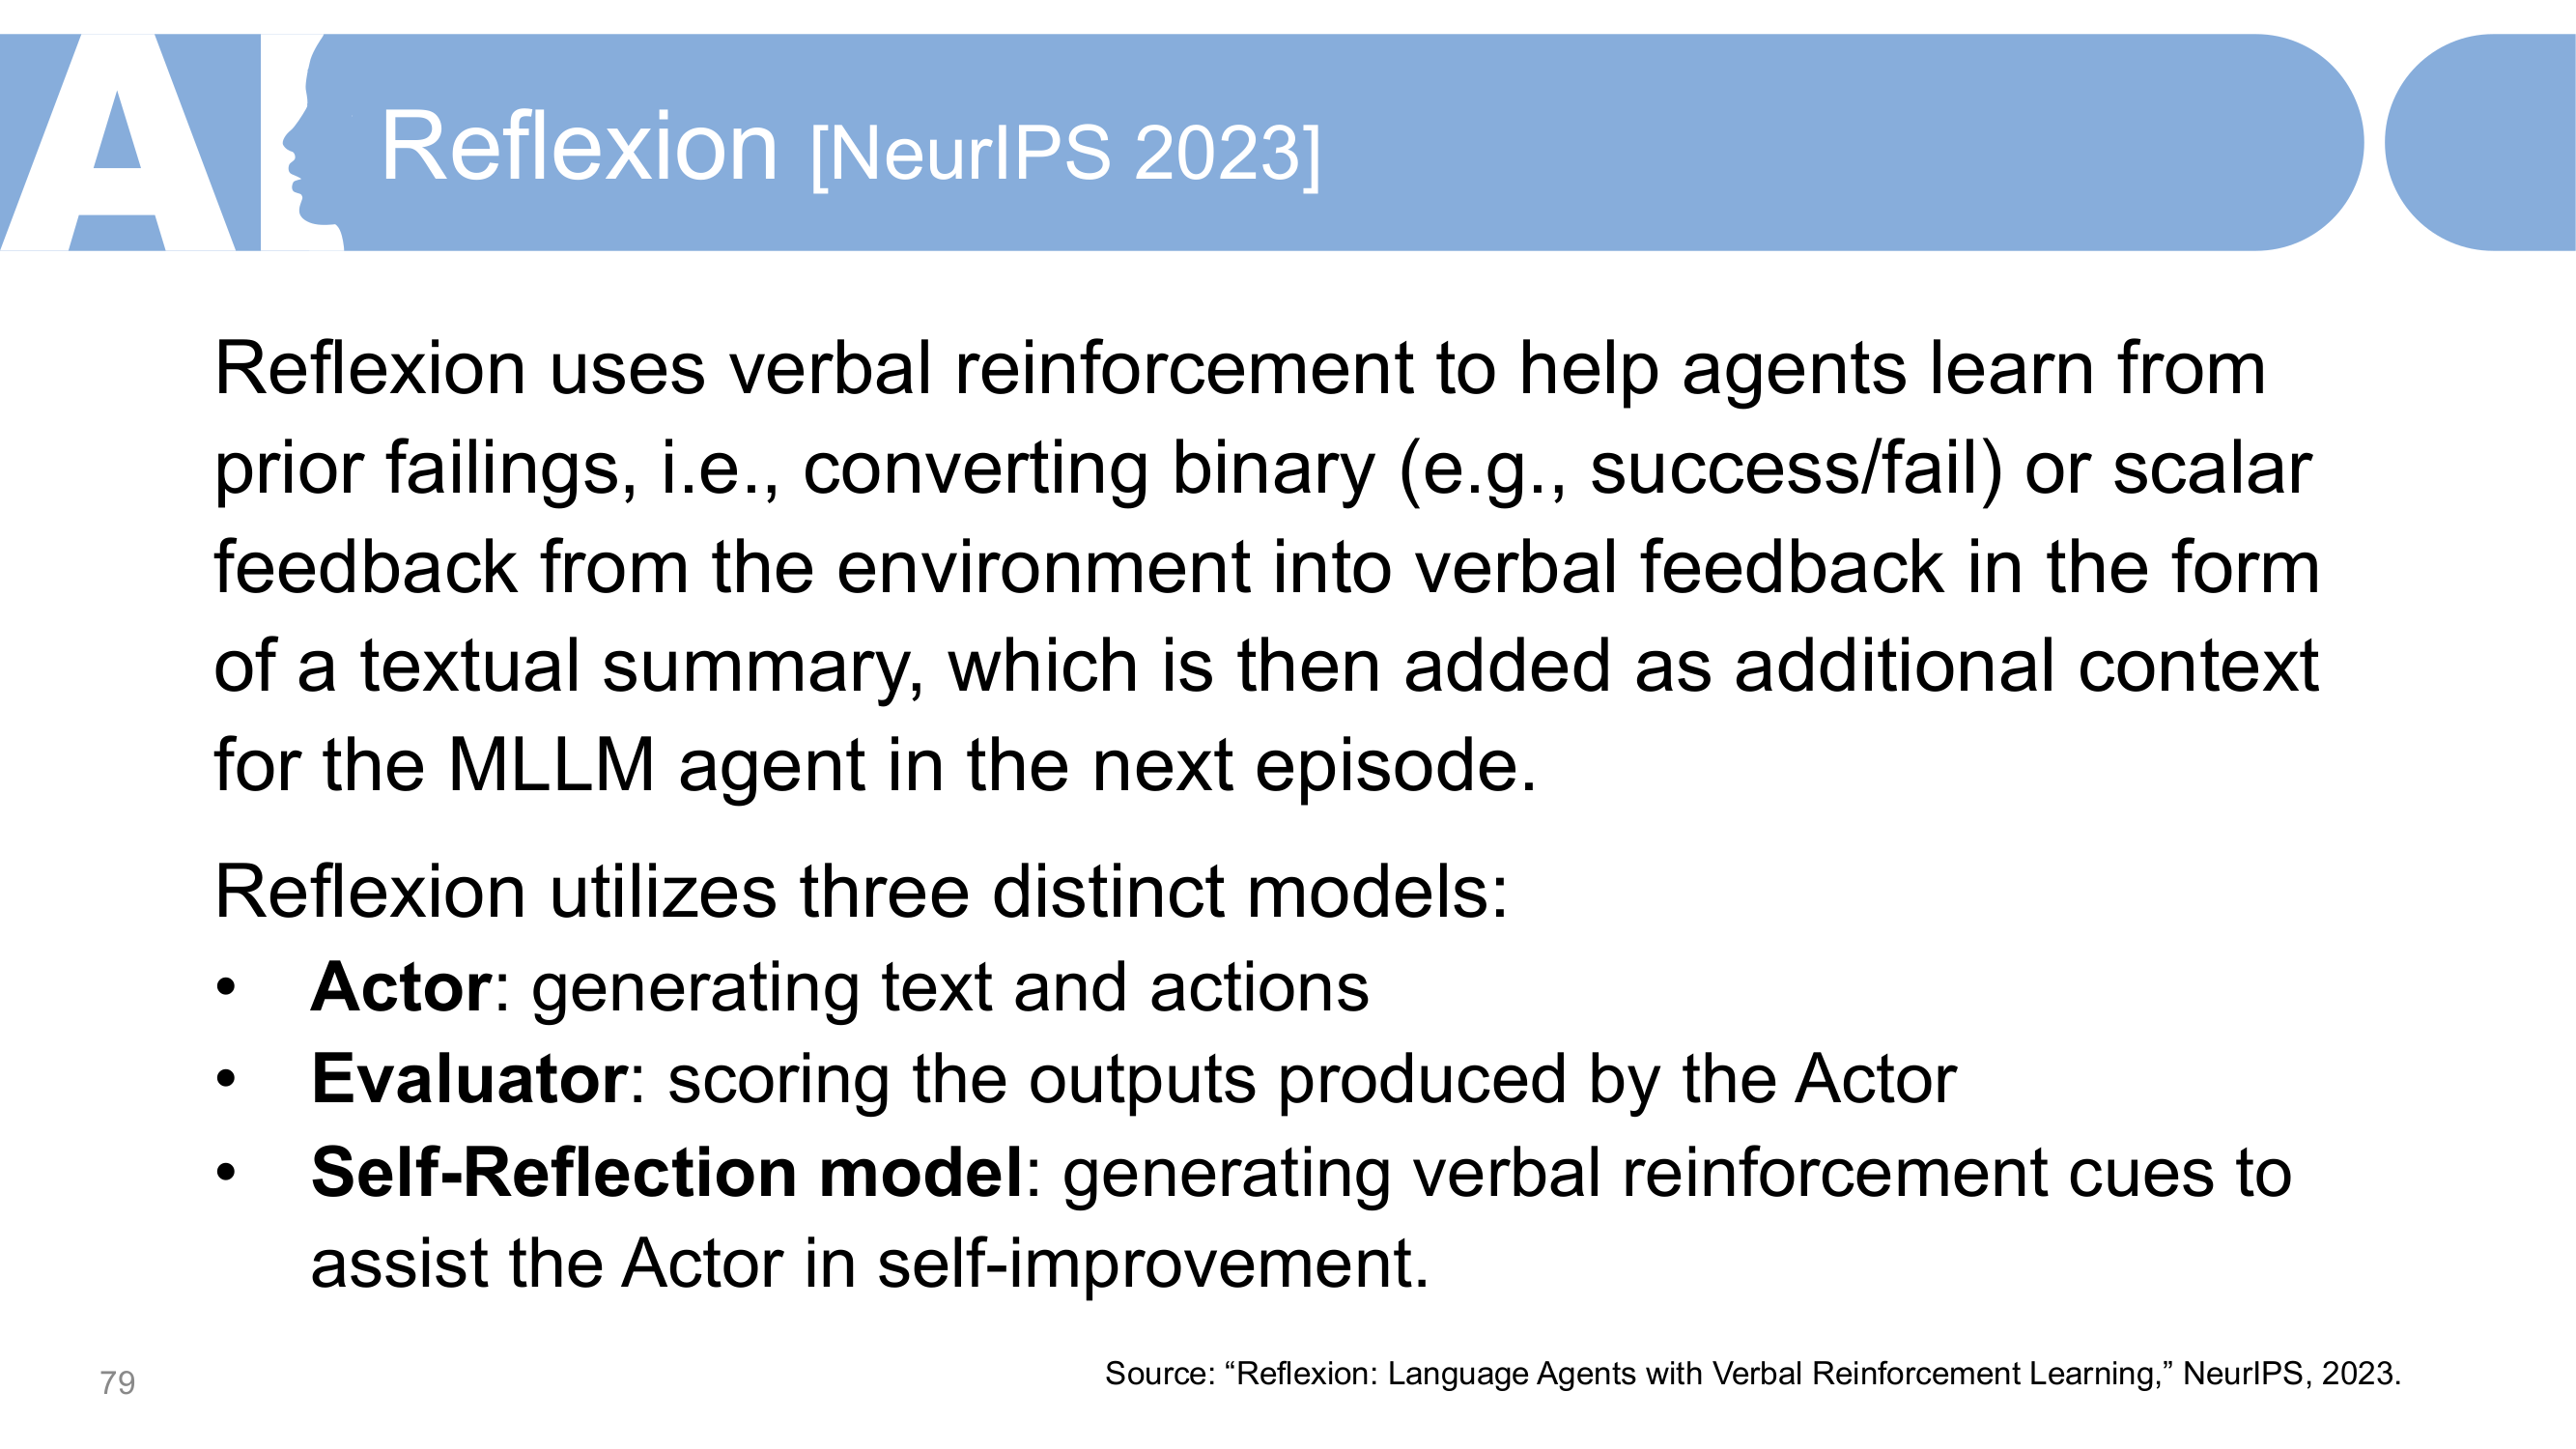 AI
Reflexion [NeurIPS 2023]
Reflexion uses verbal reinforcement to help agents learn from
prior failings, i.e., converting binary (e.g., success/fail) or scalar
feedback from the environment into verbal feedback in the form
of a textual summary, which is then added as additional context
for the MLLM agent in the next episode.
Reflexion utilizes three distinct models:
• Actor: generating text and actions
• Evaluator: scoring the outputs produced by the Actor
• Self-Reflection model: generating verbal reinforcement cues to
assist the Actor in self-improvement.
Source: “Reflexion: Language Agents with Verbal Reinforcement Learning,” NeurIPS, 2023.
79